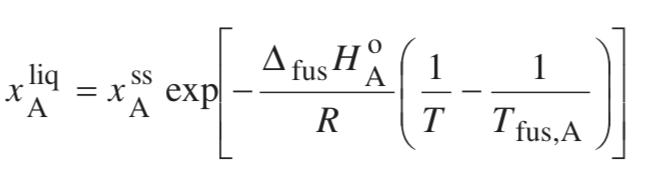 x_A^liq = x_A^ss exp[ − (Δ_fus H_A^o / R) ( 1/T − 1/T_fus,A ) ]